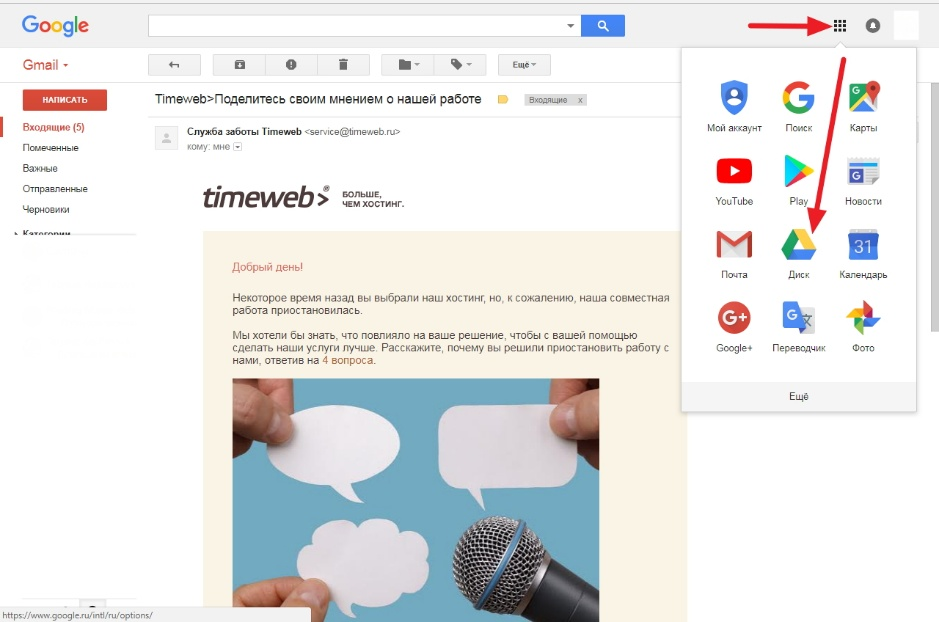 Google
Gmail
Ещё
НАПИСАТЬ
Входящие (5)
Помеченные
Важные
Отправленные
Черновики
Категории
Timeweb>Поделитесь своим мнением о нашей работе
Входящие x
Служба заботы Timeweb <service@timeweb.ru>
кому: мне
timeweb>®
БОЛЬШЕ,
ЧЕМ ХОСТИНГ.
Добрый день!
Некоторое время назад вы выбрали наш хостинг, но, к сожалению, наша совместная
работа приостановилась.
Мы хотели бы знать, что повлияло на ваше решение, чтобы с вашей помощью
сделать наши услуги лучше. Расскажите, почему вы решили приостановить работу с
нами, ответив на 4 вопроса.
Мой аккаунт
Поиск
G
Карты
YouTube
Play
G
Новости
Почта
Диск
31
Календарь
G+
Google+
G 文
Переводчик
Фото
Ещё
https://www.google.ru/intl/ru/options/